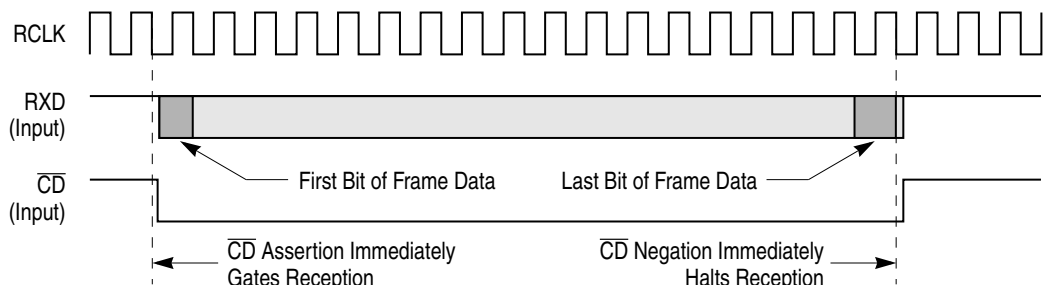 RCLK
RXD
(Input)
First Bit of Frame Data
Last Bit of Frame Data
CD
(Input)
CD Assertion Immediately
Gates Reception
CD Negation Immediately
Halts Reception